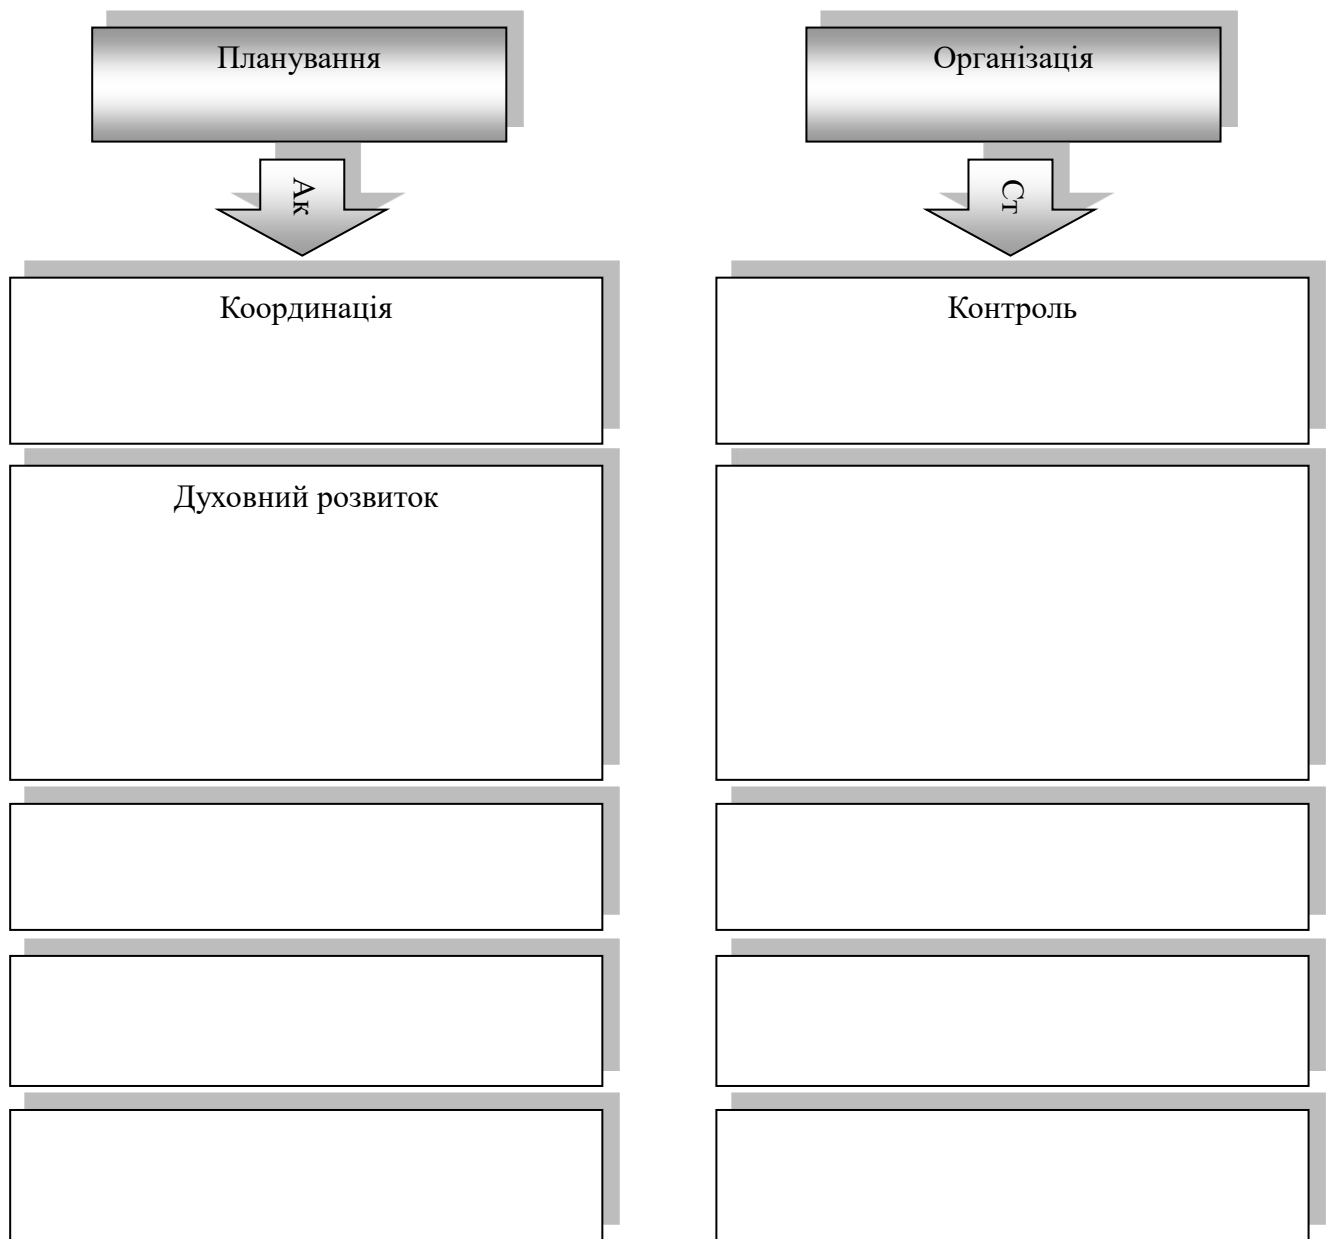 Планування
Організація
Ак
Ст
Координація
Контроль
Духовний розвиток